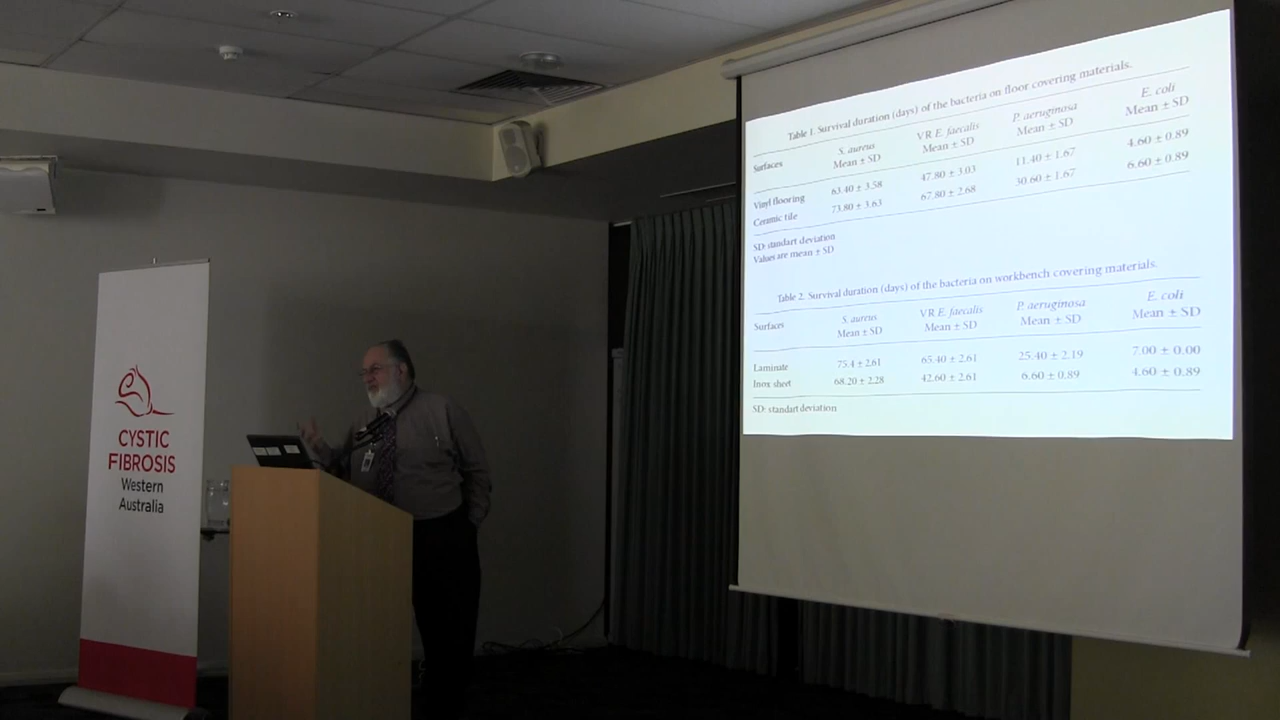 CYSTIC
FIBROSIS
Western
Australia
Table 1. Survival duration (days) of the bacteria on floor covering materials.
Surfaces S. aureus Mean ± SD VR E. faecalis Mean ± SD P. aeruginosa Mean ± SD E. coli Mean ± SD
Vinyl flooring 63.40 ± 3.58 47.80 ± 3.03 11.40 ± 1.67 4.60 ± 0.89
Ceramic tile 73.80 ± 3.63 67.80 ± 2.68 30.60 ± 1.67 6.60 ± 0.89
SD: standart deviation
Values are mean ± SD
Table 2. Survival duration (days) of the bacteria on workbench covering materials.
Surfaces S. aureus Mean ± SD VR E. faecalis Mean ± SD P. aeruginosa Mean ± SD E. coli Mean ± SD
Laminate 75.4 ± 2.61 65.40 ± 2.61 25.40 ± 2.19 7.00 ± 0.00
Inox sheet 68.20 ± 2.28 42.60 ± 2.61 6.60 ± 0.89 4.60 ± 0.89
SD: standart deviation